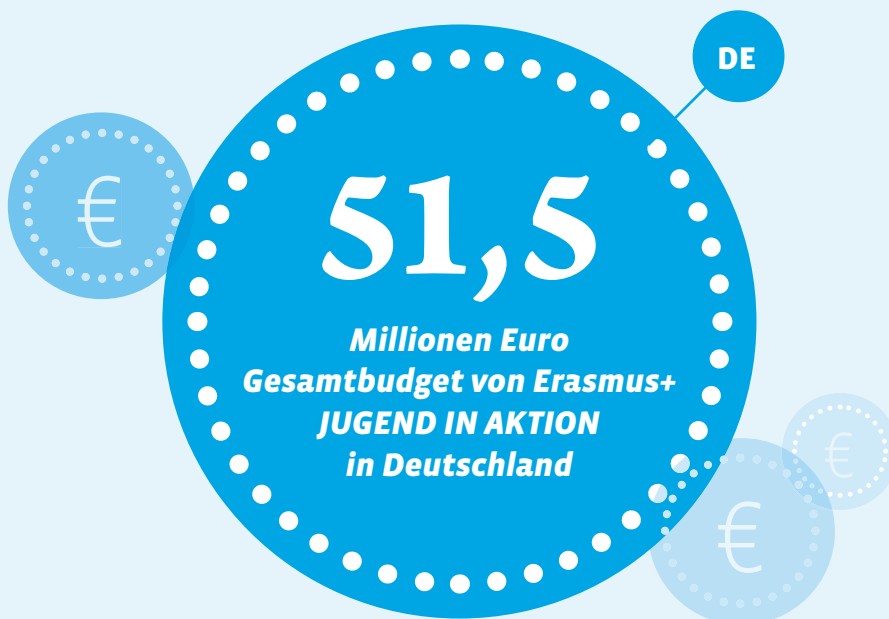 DE
€
51,5
Millionen Euro
Gesamtbudget von Erasmus+
JUGEND IN AKTION
in Deutschland
€
€